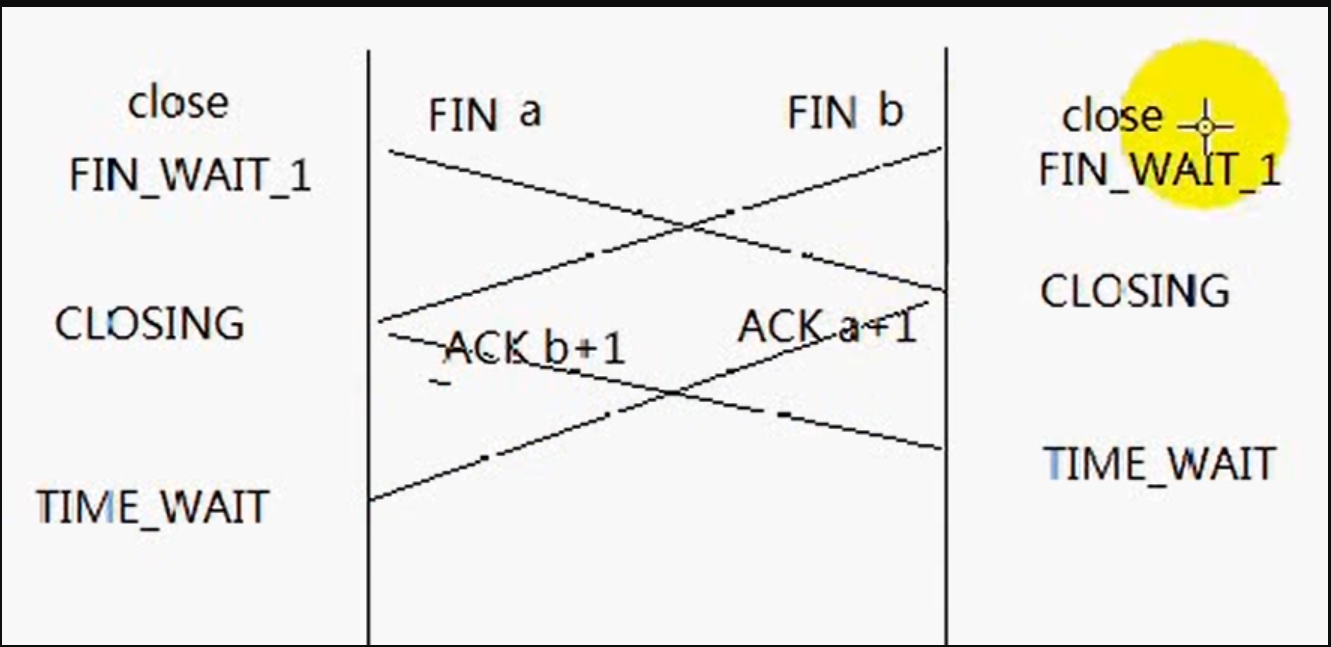 close
FIN_WAIT_1
FIN a
FIN b
close
FIN_WAIT_1
CLOSING
ACK b+1
ACK a+1
CLOSING
TIME_WAIT
TIME_WAIT